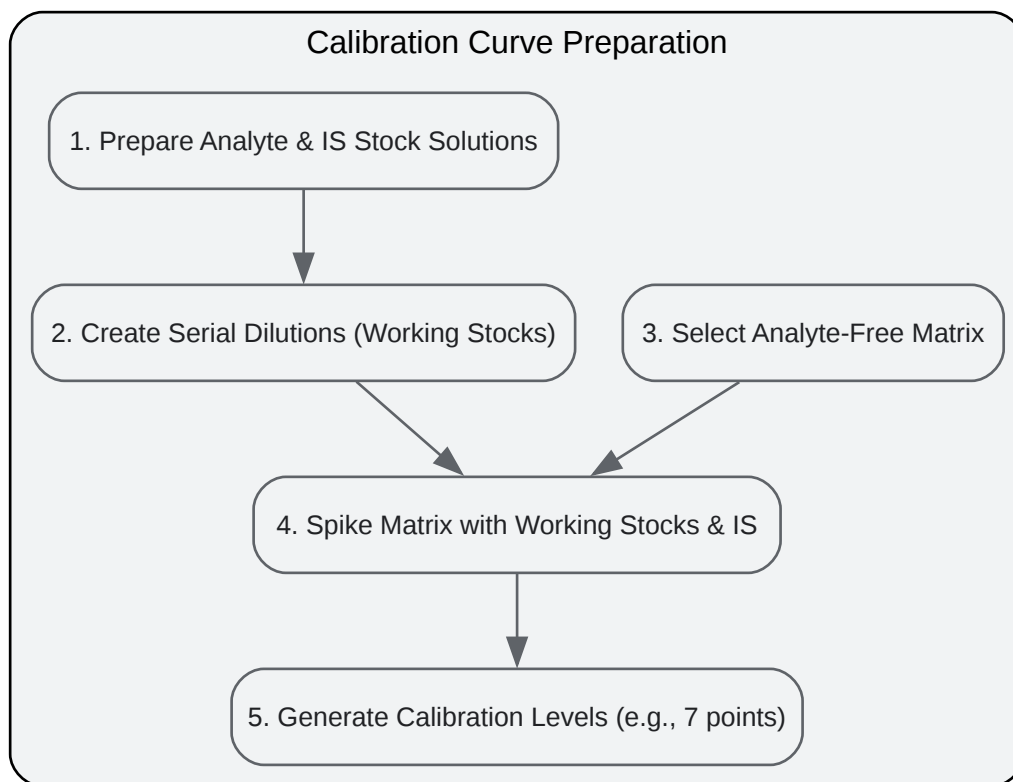 Calibration Curve Preparation
1. Prepare Analyte & IS Stock Solutions
2. Create Serial Dilutions (Working Stocks)
3. Select Analyte-Free Matrix
4. Spike Matrix with Working Stocks & IS
5. Generate Calibration Levels (e.g., 7 points)